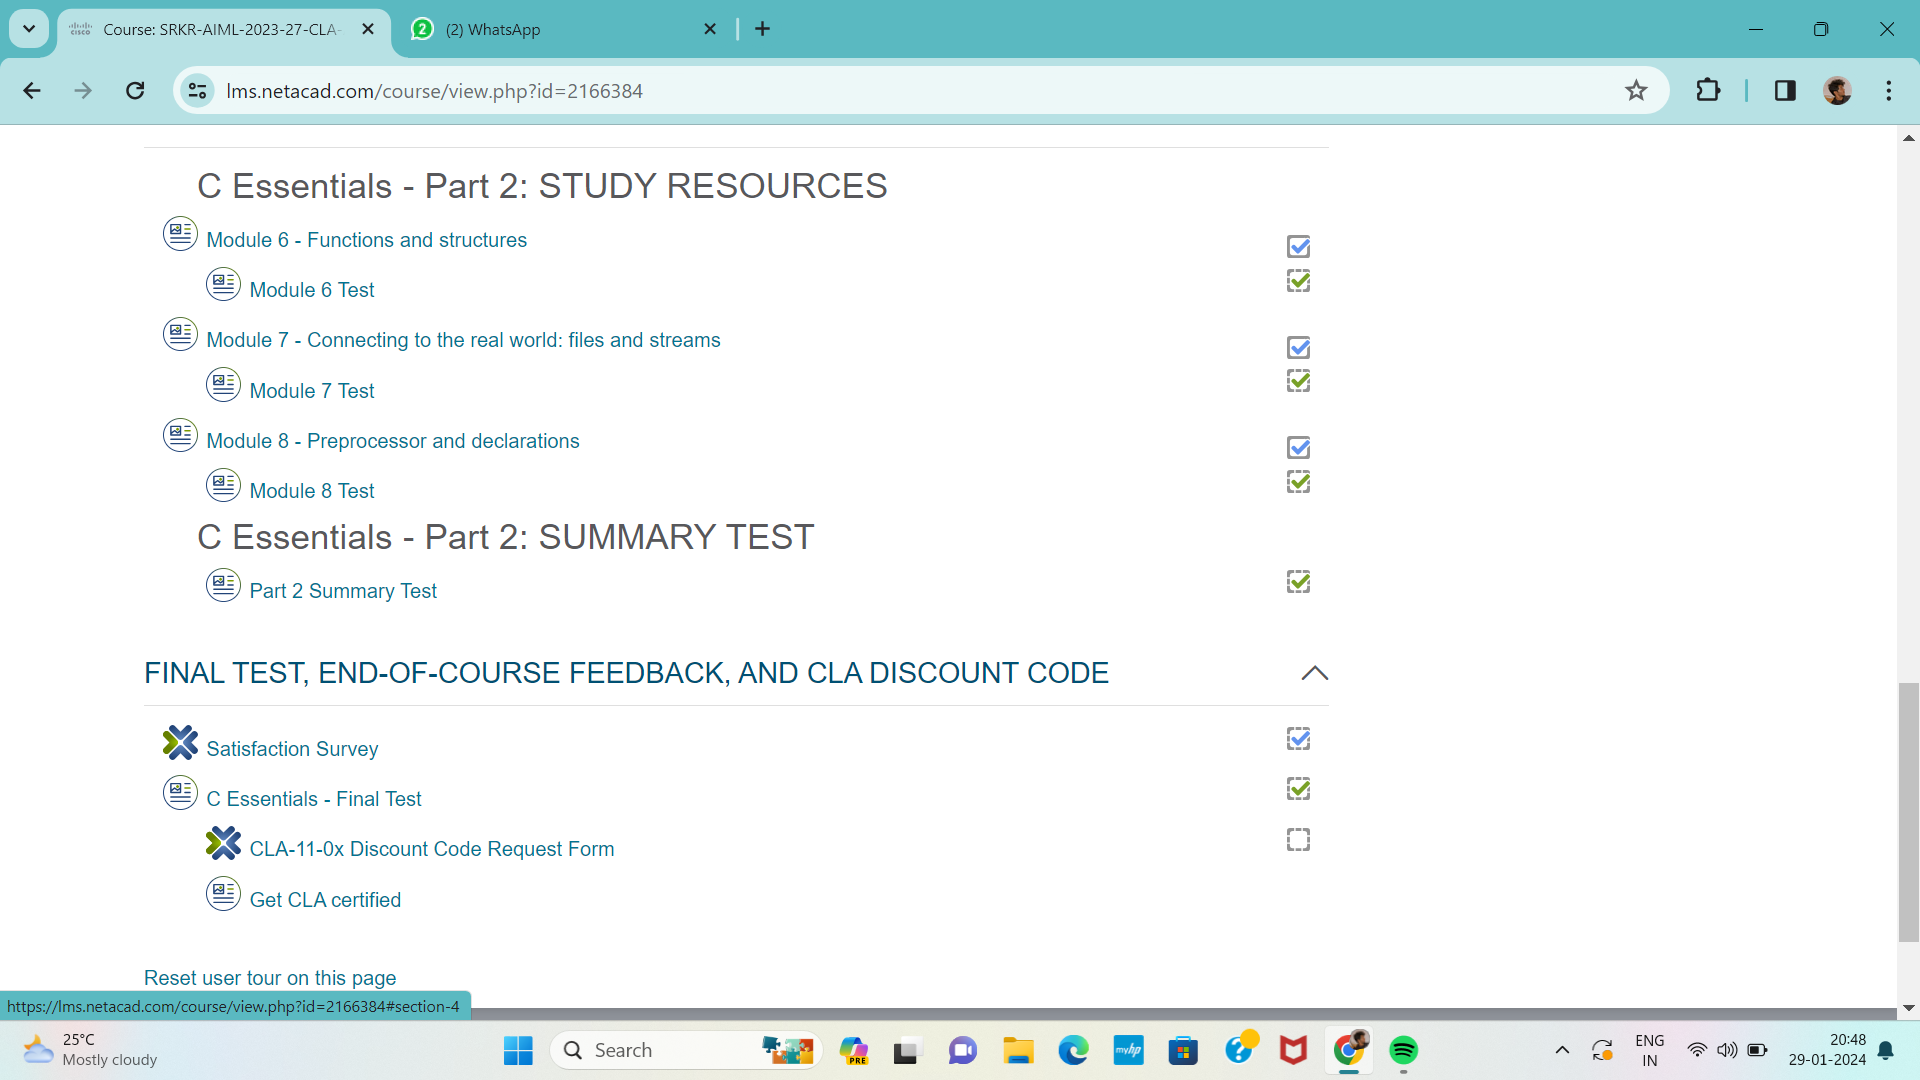 Course: SRKR-AIML-2023-27-CLA-
(2) WhatsApp
lms.netacad.com/course/view.php?id=2166384
C Essentials - Part 2: STUDY RESOURCES
Module 6 - Functions and structures
Module 6 Test
Module 7 - Connecting to the real world: files and streams
Module 7 Test
Module 8 - Preprocessor and declarations
Module 8 Test
C Essentials - Part 2: SUMMARY TEST
Part 2 Summary Test
FINAL TEST, END-OF-COURSE FEEDBACK, AND CLA DISCOUNT CODE
Satisfaction Survey
C Essentials - Final Test
CLA-11-0x Discount Code Request Form
Get CLA certified
Reset user tour on this page
https://lms.netacad.com/course/view.php?id=2166384#section-4
25°C
Mostly cloudy
Search
PRE
myhp
ENG
IN
20:48
29-01-2024